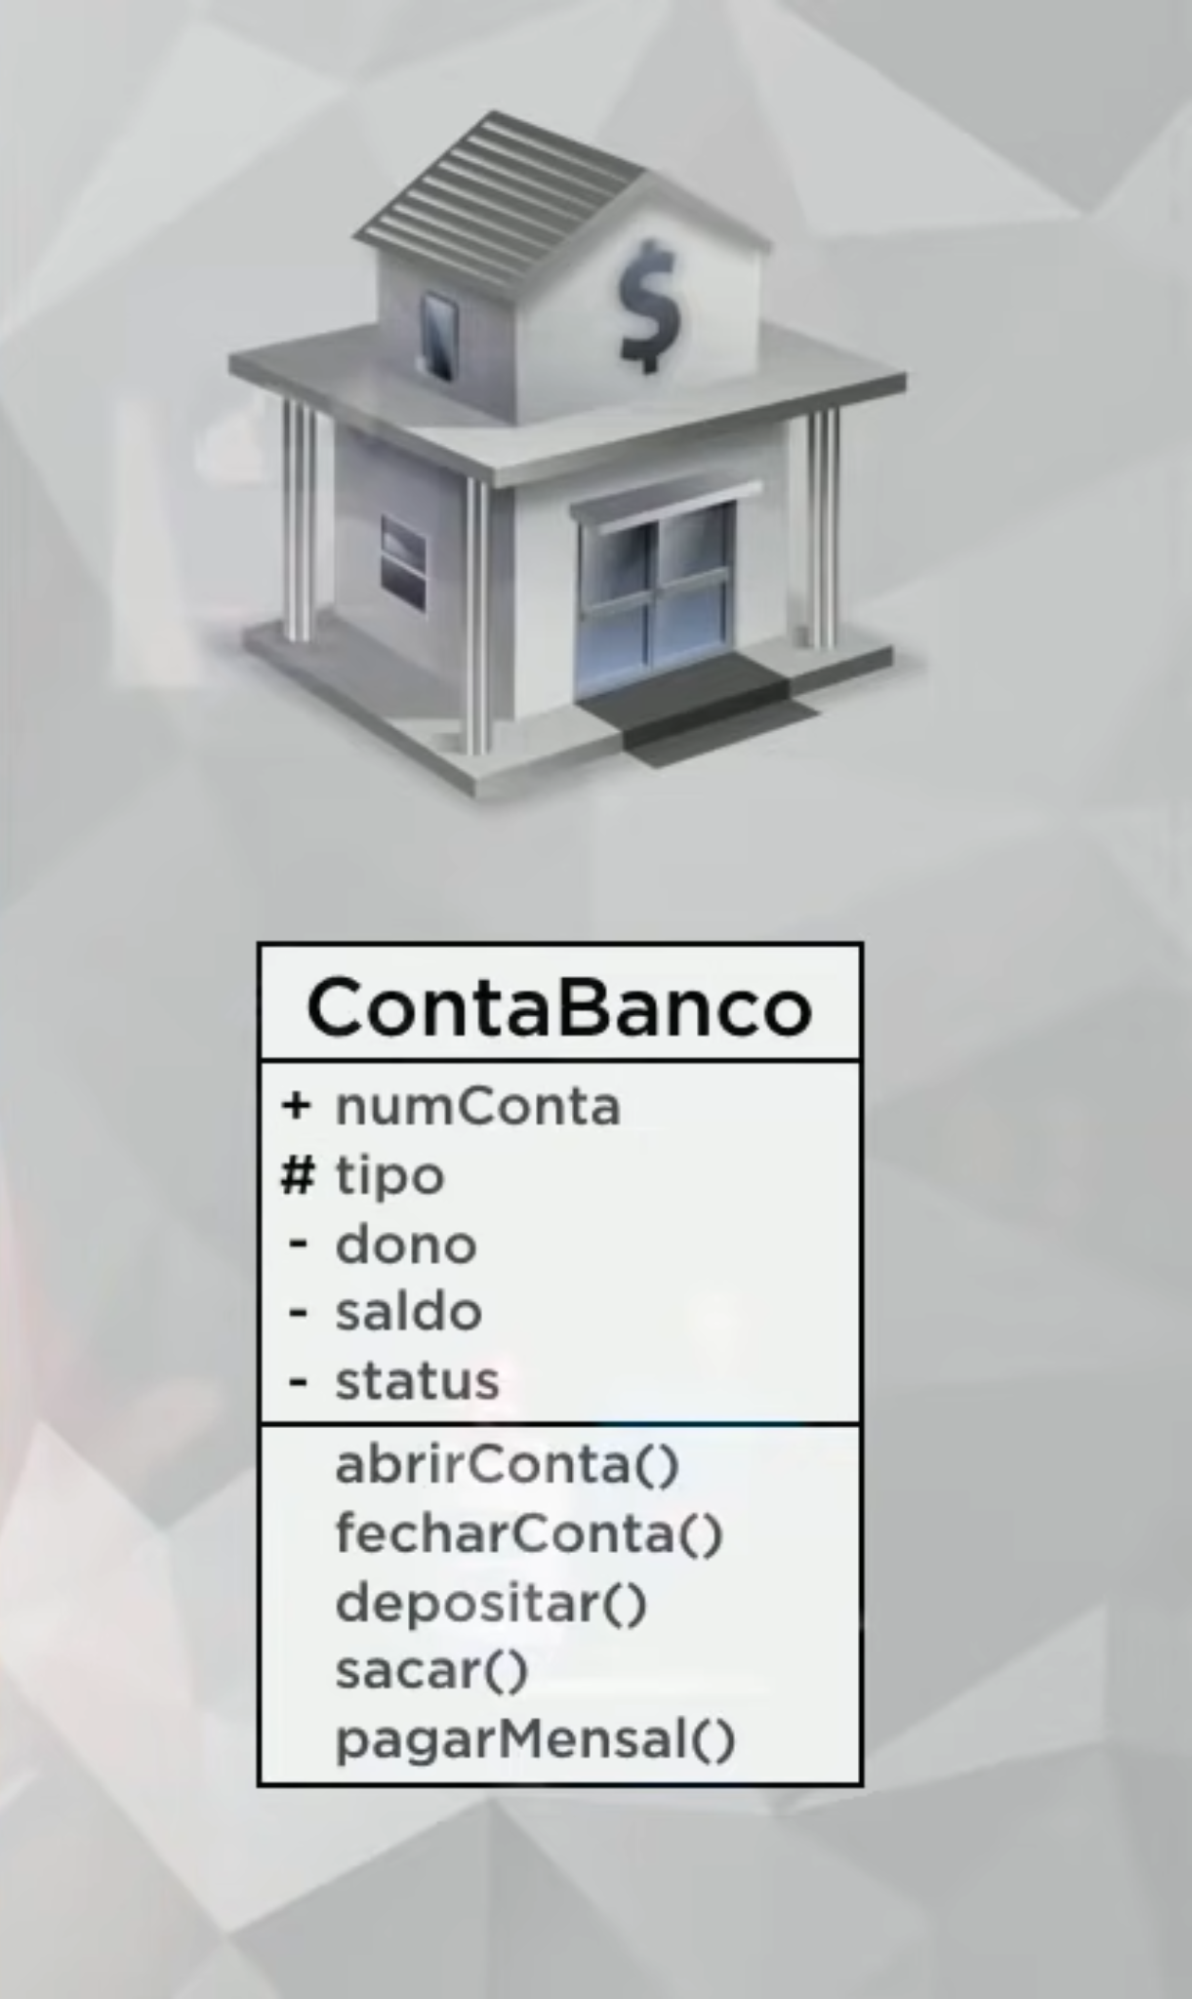 $
ContaBanco
+ numConta
# tipo
- dono
- saldo
- status
abrirConta()
fecharConta()
depositar()
sacar()
pagarMensal()